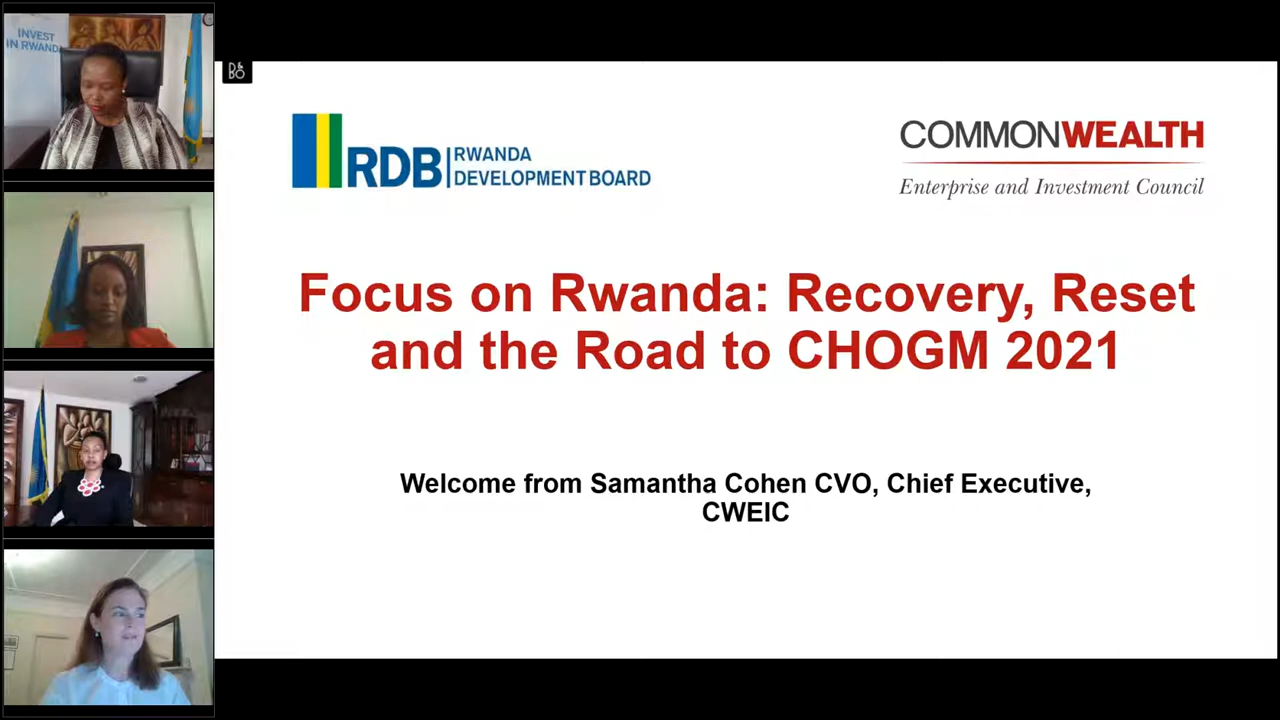 INVEST
IN RWANDA
D&
BO
RDB
RWANDA
DEVELOPMENT BOARD
COMMONWEALTH
Enterprise and Investment Council
Focus on Rwanda: Recovery, Reset
and the Road to CHOGM 2021
Welcome from Samantha Cohen CVO, Chief Executive,
CWEIC